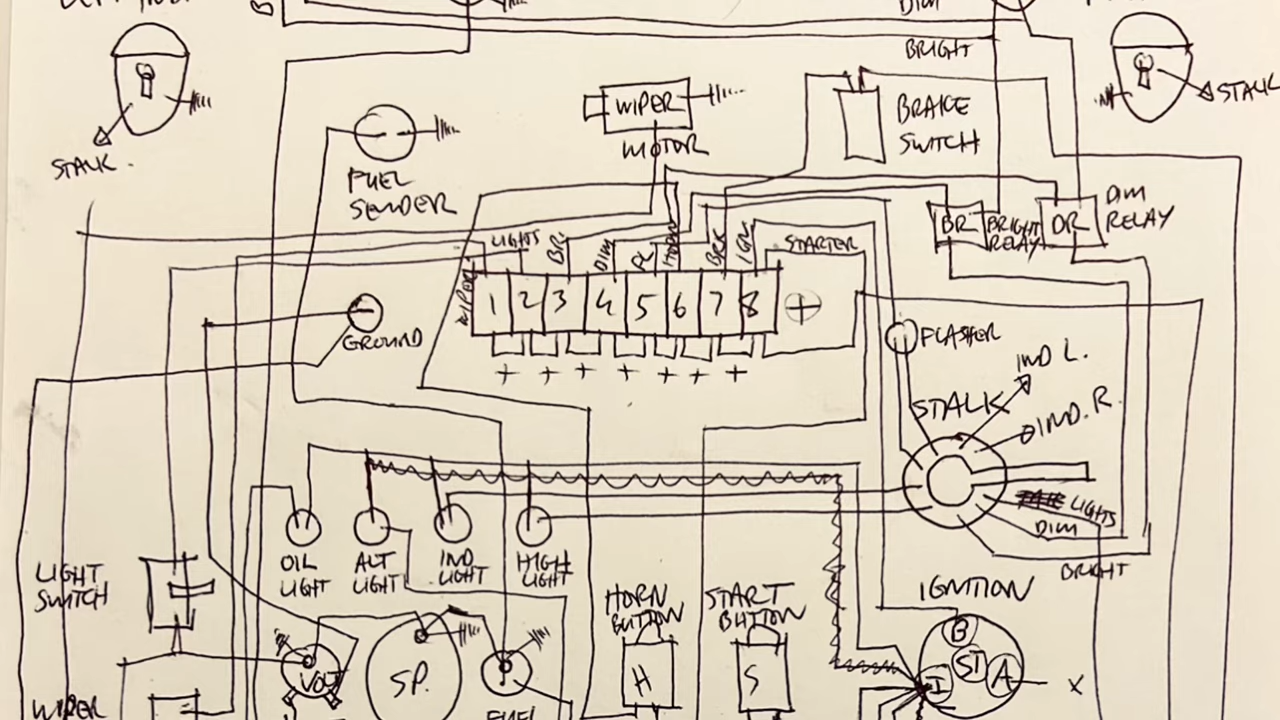 DIM
BRIGHT
STALK
STALK.
WIPER
MOTOR
BRAKE
SWITCH
FUEL
SENDER
DIM
RELAY
BR
BRIGHT
RELAY
DR
LIGHTS
BR.
DIM
HORN
BRK
IGN
STARTER
WIPER
1 2 3 4 5 6 7 8 +
+ + + + + + +
GROUND
FLASHER
IND L.
STALK
IND. R.
LIGHTS
DIM
BRIGHT
OIL
LIGHT
ALT
LIGHT
IND
LIGHT
HIGH
LIGHT
LIGHT
SWITCH
HORN
BUTTON
START
BUTTON
IGNITION
B
ST
A
I
X
VOLT
SP.
H
S
WIPER
FUEL